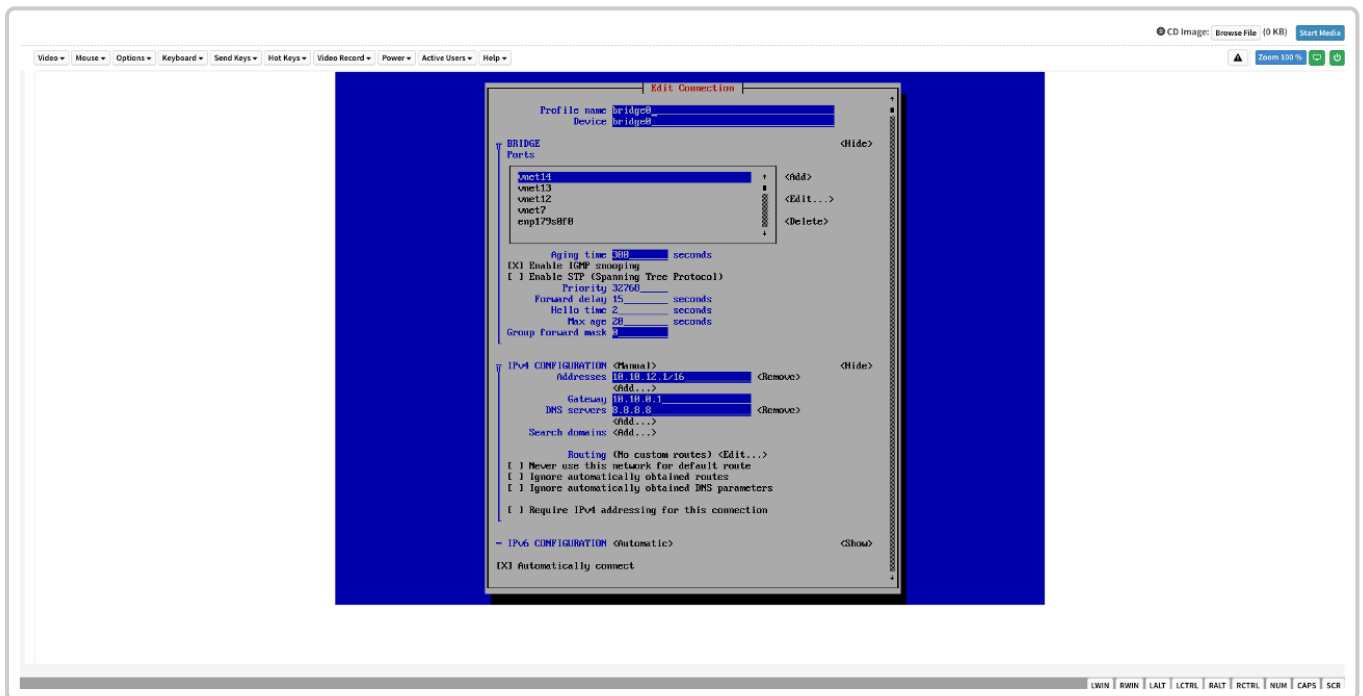 CD Image: Browse File (0 KB) Start Media
Video Mouse Options Keyboard Send Keys Hot Keys Video Record Power Active Users Help Zoom 100 %
Edit Connection
Profile name bridge0
Device bridge0
BRIDGE <Hide>
Ports
vnet14 <Add>
vnet13
vnet12 <Edit...>
vnet7
enp179s0f0 <Delete>
Aging time 300 seconds
[X] Enable IGMP snooping
[ ] Enable STP (Spanning Tree Protocol)
Priority 32768
Forward delay 15 seconds
Hello time 2 seconds
Max age 20 seconds
Group forward mask 0
IPv4 CONFIGURATION <Manual> <Hide>
Addresses 10.10.12.1/16 <Remove>
<Add...>
Gateway 10.10.0.1
DNS servers 8.8.8.8 <Remove>
<Add...>
Search domains <Add...>
Routing (No custom routes) <Edit...>
[ ] Never use this network for default route
[ ] Ignore automatically obtained routes
[ ] Ignore automatically obtained DNS parameters
[ ] Require IPv4 addressing for this connection
IPv6 CONFIGURATION <Automatic> <Show>
[X] Automatically connect
LWIN RWIN LALT LCTRL RALT RCTRL NUM CAPS SCR